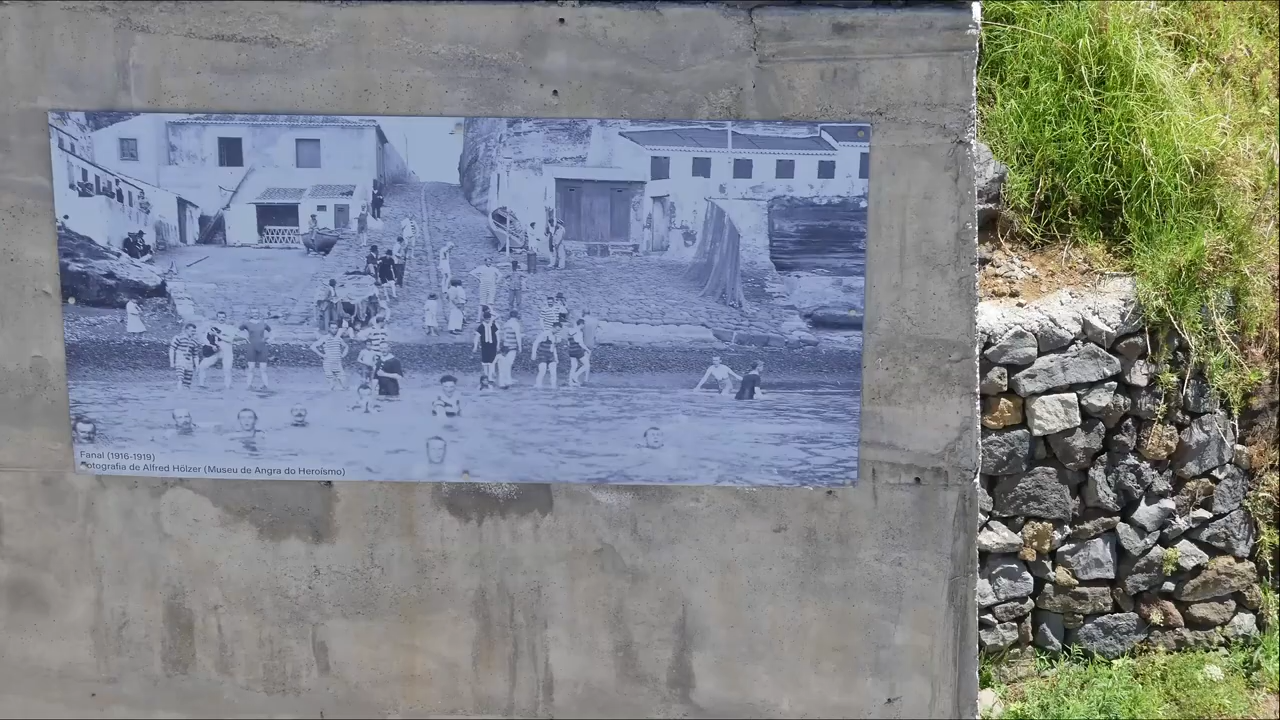 Fanal (1916-1919)
Fotografia de Alfred Hölzer (Museu de Angra do Heroísmo)